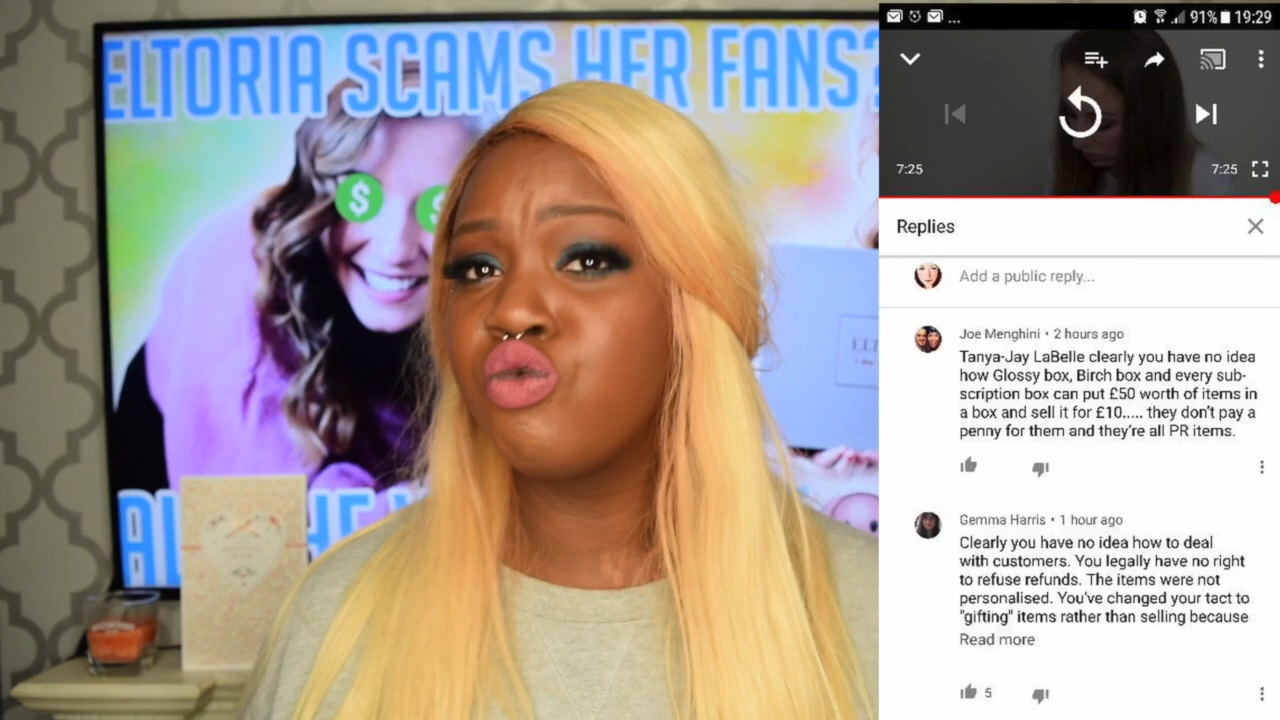 ELTORIA SCAMS HER FANS?
91% 19:29
7:25
7:25
Replies
Add a public reply...
Joe Menghini • 2 hours ago
Tanya-Jay LaBelle clearly you have no idea
how Glossy box, Birch box and every sub-
scription box can put £50 worth of items in
a box and sell it for £10..... they don't pay a
penny for them and they're all PR items.
Gemma Harris • 1 hour ago
Clearly you have no idea how to deal
with customers. You legally have no right
to refuse refunds. The items were not
personalised. You've changed your tact to
"gifting" items rather than selling because
Read more
5